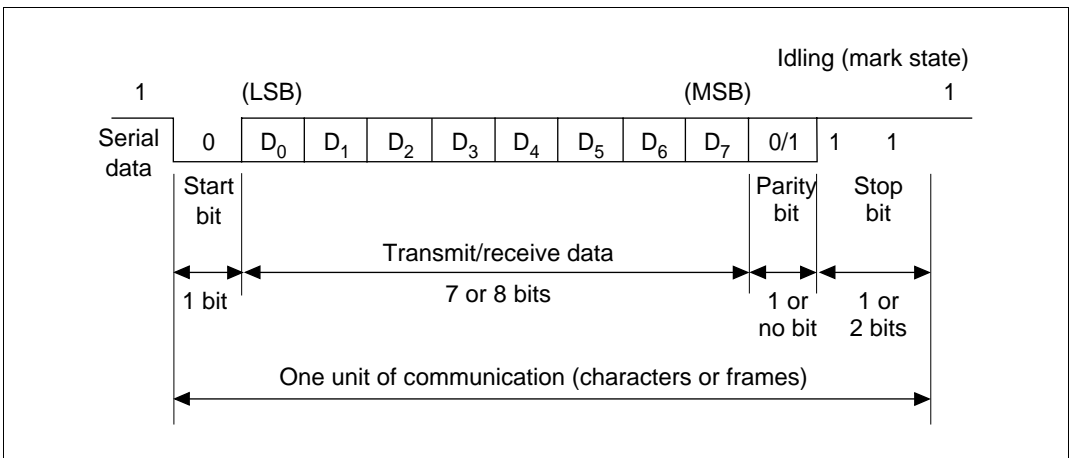 Idling (mark state)
1 (LSB) (MSB) 1
Serial data
0 D0 D1 D2 D3 D4 D5 D6 D7 0/1 1 1
Start bit
Parity bit
Stop bit
Transmit/receive data
1 bit
7 or 8 bits
1 or no bit
1 or 2 bits
One unit of communication (characters or frames)